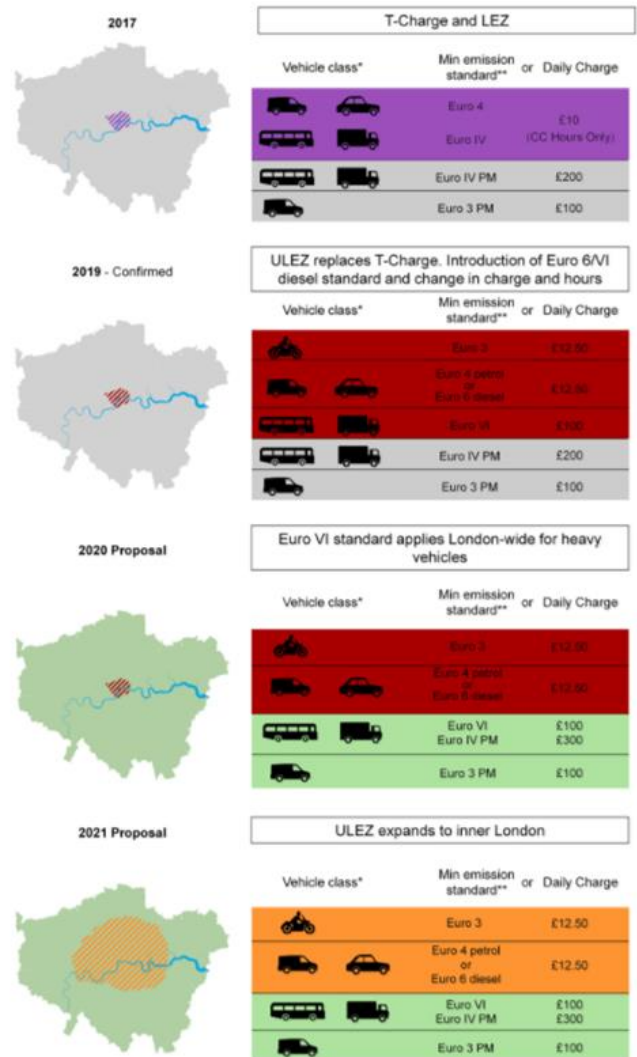 2017
T-Charge and LEZ
Vehicle class*
Min emission standard** or Daily Charge
Euro 4
Euro IV
£10
(CC Hours Only)
Euro IV PM £200
Euro 3 PM £100
2019 - Confirmed
ULEZ replaces T-Charge. Introduction of Euro 6/VI
diesel standard and change in charge and hours
Vehicle class*
Min emission standard** or Daily Charge
Euro 3 £12.50
Euro 4 petrol
or
Euro 6 diesel
£12.50
Euro VI £100
Euro IV PM £200
Euro 3 PM £100
2020 Proposal
Euro VI standard applies London-wide for heavy
vehicles
Vehicle class*
Min emission standard** or Daily Charge
Euro 3 £12.50
Euro 4 petrol
or
Euro 6 diesel
£12.50
Euro VI £100
Euro IV PM £300
Euro 3 PM £100
2021 Proposal
ULEZ expands to inner London
Vehicle class*
Min emission standard** or Daily Charge
Euro 3 £12.50
Euro 4 petrol
or
Euro 6 diesel
£12.50
Euro VI £100
Euro IV PM £300
Euro 3 PM £100